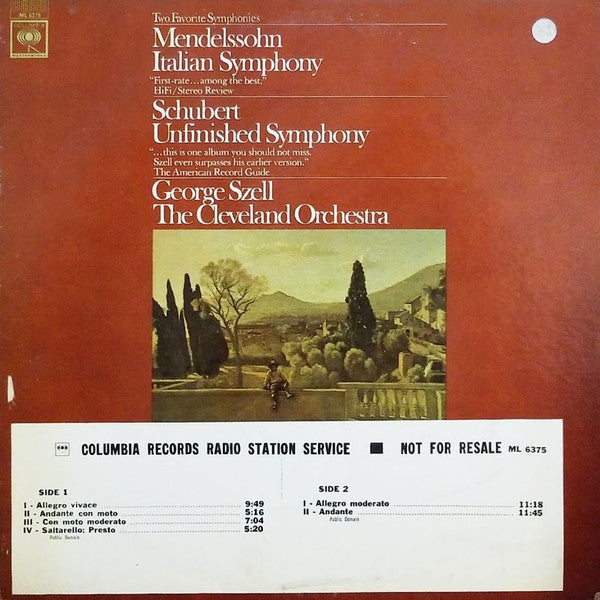 ML 6375
COLUMBIA
MASTERWORKS
Two Favorite Symphonies
Mendelssohn
Italian Symphony
"First-rate...among the best."
HiFi/Stereo Review
Schubert
Unfinished Symphony
"...this is one album you should not miss.
Szell even surpasses his earlier version."
The American Record Guide
George Szell
The Cleveland Orchestra
COLUMBIA RECORDS RADIO STATION SERVICE ■ NOT FOR RESALE ML 6375
SIDE 1
I - Allegro vivace 9:49
II - Andante con moto 5:16
III - Con moto moderato 7:04
IV - Saltarello: Presto 5:20
Public Domain
SIDE 2
I - Allegro moderato 11:18
II - Andante 11:45
Public Domain